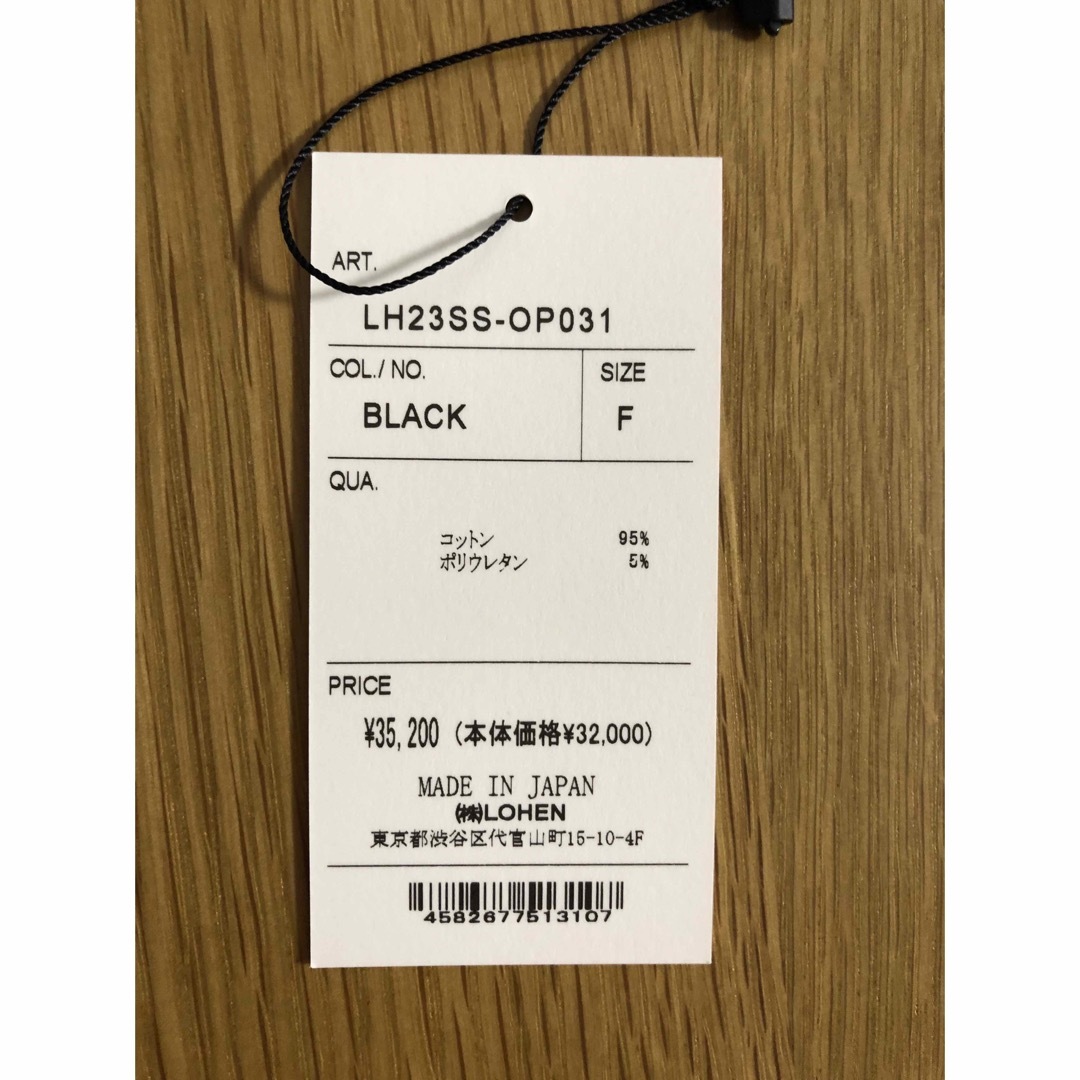 ART.
LH23SS-OP031
COL./ NO. SIZE
BLACK F
QUA.
コットン 95%
ポリウレタン 5%
PRICE
¥35,200 (本体価格¥32,000)
MADE IN JAPAN
㈱LOHEN
東京都渋谷区代官山町15-10-4F
4582677513107